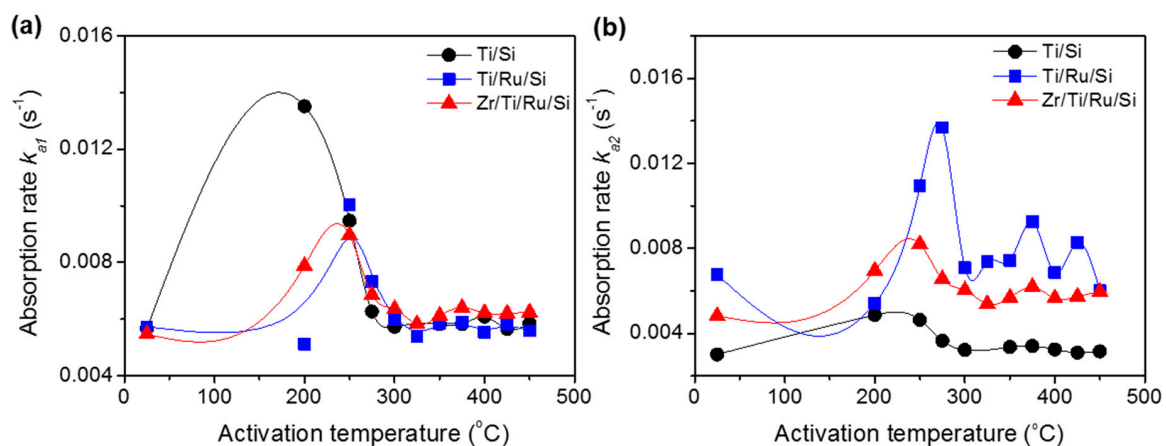 (a)
0.016
0.012
0.008
0.004
Absorption rate k_a1 (s⁻¹)
Ti/Si
Ti/Ru/Si
Zr/Ti/Ru/Si
0 100 200 300 400 500
Activation temperature (°C)
(b)
0.016
0.012
0.008
0.004
Absorption rate k_a2 (s⁻¹)
Ti/Si
Ti/Ru/Si
Zr/Ti/Ru/Si
0 100 200 300 400 500
Activation temperature (°C)